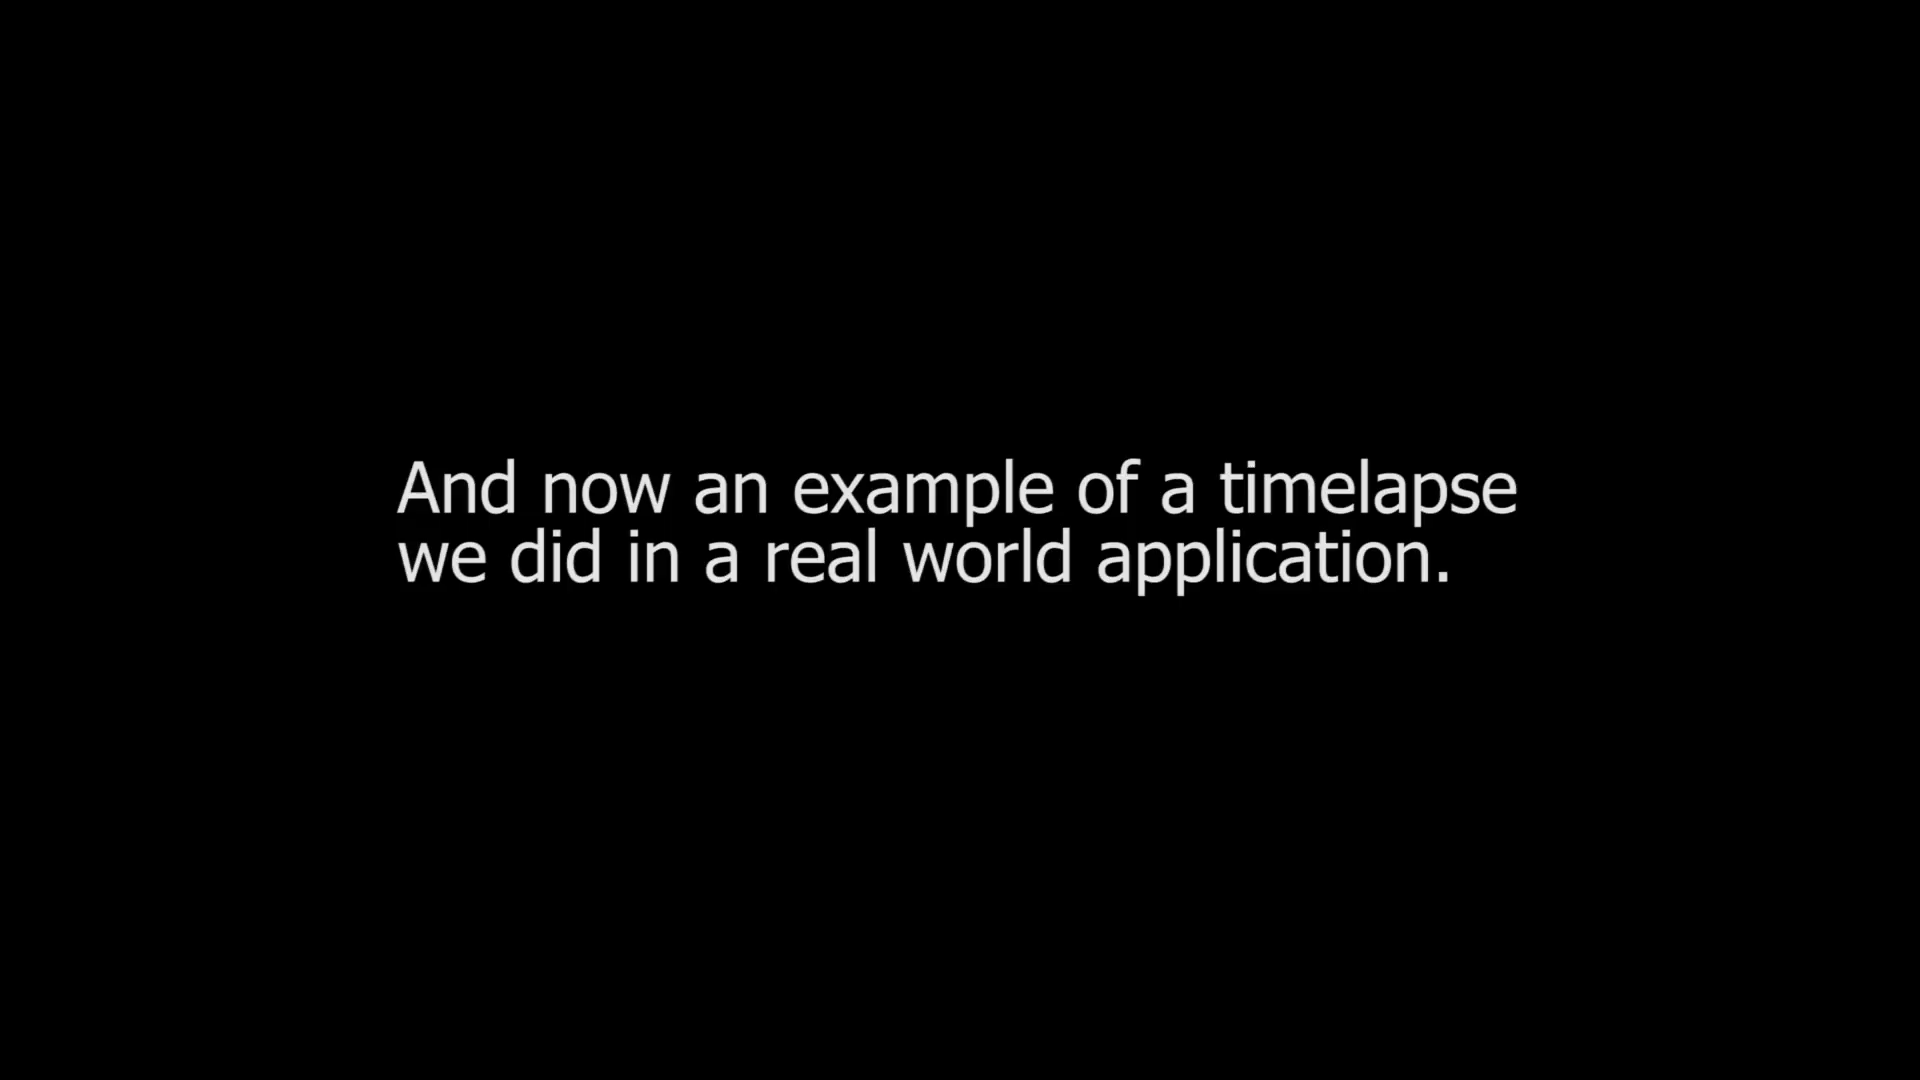 And now an example of a timelapse
we did in a real world application.